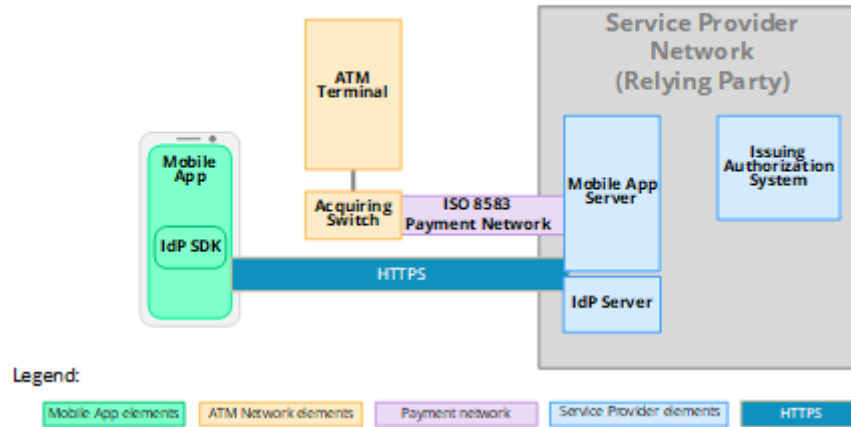 Service Provider
Network
(Relying Party)
ATM
Terminal
Mobile
App
IdP SDK
Acquiring
Switch
ISO 8583
Payment Network
Mobile App
Server
Issuing
Authorization
System
HTTPS
IdP Server
Legend:
Mobile App elements
ATM Network elements
Payment network
Service Provider elements
HTTPS